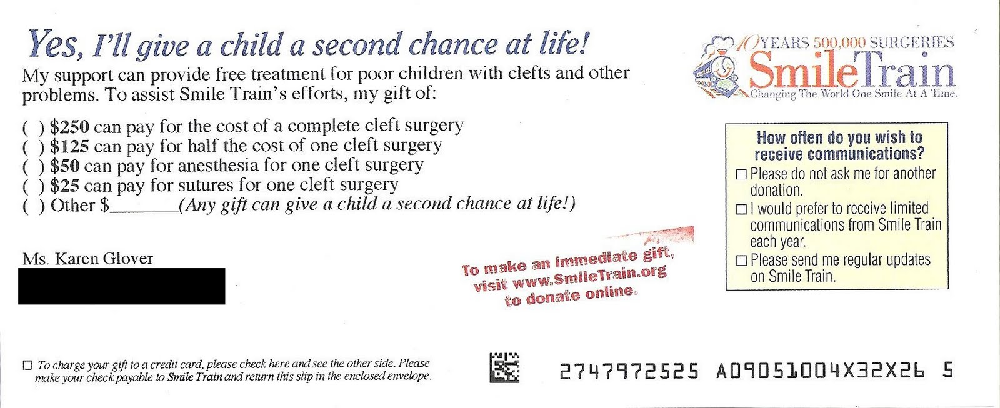 Yes, I'll give a child a second chance at life!
My support can provide free treatment for poor children with clefts and other
problems. To assist Smile Train's efforts, my gift of:
( ) $250 can pay for the cost of a complete cleft surgery
( ) $125 can pay for half the cost of one cleft surgery
( ) $50 can pay for anesthesia for one cleft surgery
( ) $25 can pay for sutures for one cleft surgery
( ) Other $_______(Any gift can give a child a second chance at life!)
Ms. Karen Glover
To make an immediate gift,
visit www.SmileTrain.org
to donate online.
10 YEARS 500,000 SURGERIES
SmileTrain
Changing The World One Smile At A Time.
How often do you wish to
receive communications?
☐ Please do not ask me for another
donation.
☐ I would prefer to receive limited
communications from Smile Train
each year.
☐ Please send me regular updates
on Smile Train.
☐ To charge your gift to a credit card, please check here and see the other side. Please
make your check payable to Smile Train and return this slip in the enclosed envelope.
2747972525 A09051004X32X26 5